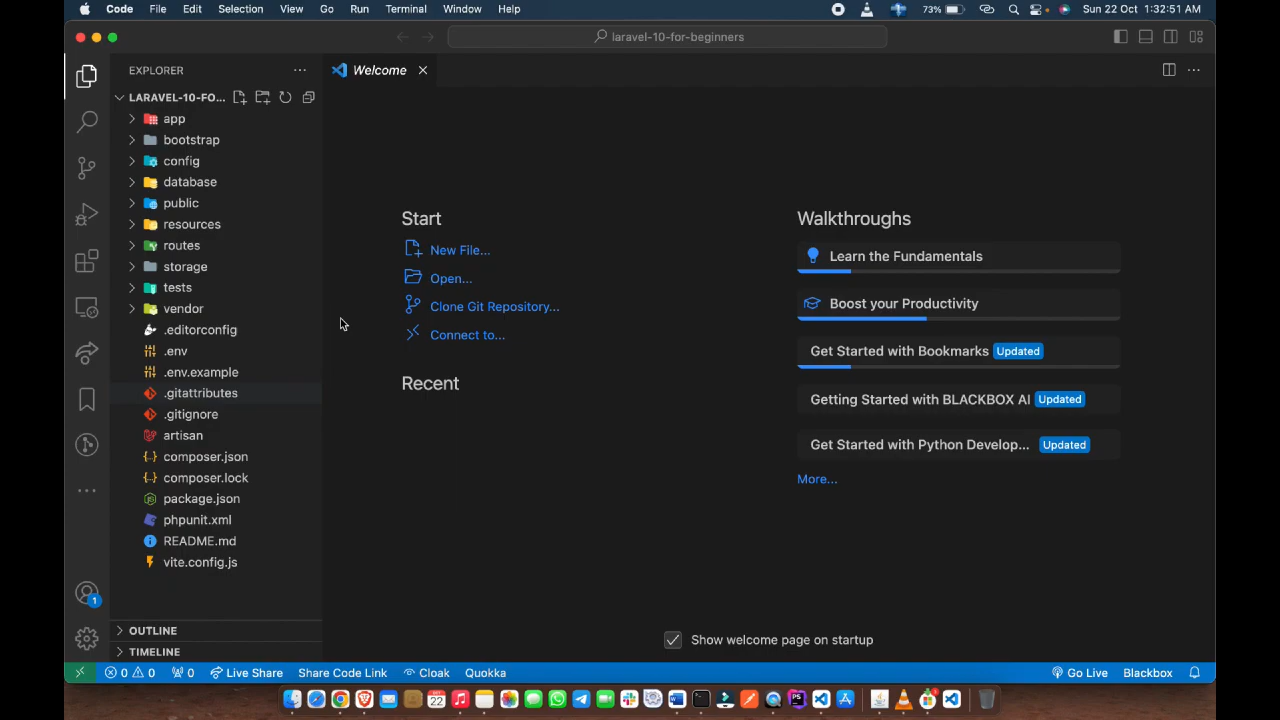 Code File Edit Selection View Go Run Terminal Window Help 73% Sun 22 Oct 1:32:51 AM
laravel-10-for-beginners
EXPLORER
Welcome
LARAVEL-10-FO...
app
bootstrap
config
database
public
resources
routes
storage
tests
vendor
.editorconfig
.env
.env.example
.gitattributes
.gitignore
artisan
composer.json
composer.lock
package.json
phpunit.xml
README.md
vite.config.js
OUTLINE
TIMELINE
Start
New File...
Open...
Clone Git Repository...
Connect to...
Recent
Walkthroughs
Learn the Fundamentals
Boost your Productivity
Get Started with Bookmarks Updated
Getting Started with BLACKBOX AI Updated
Get Started with Python Develop... Updated
More...
Show welcome page on startup
1
0 0 0 Live Share Share Code Link Cloak Quokka Go Live Blackbox